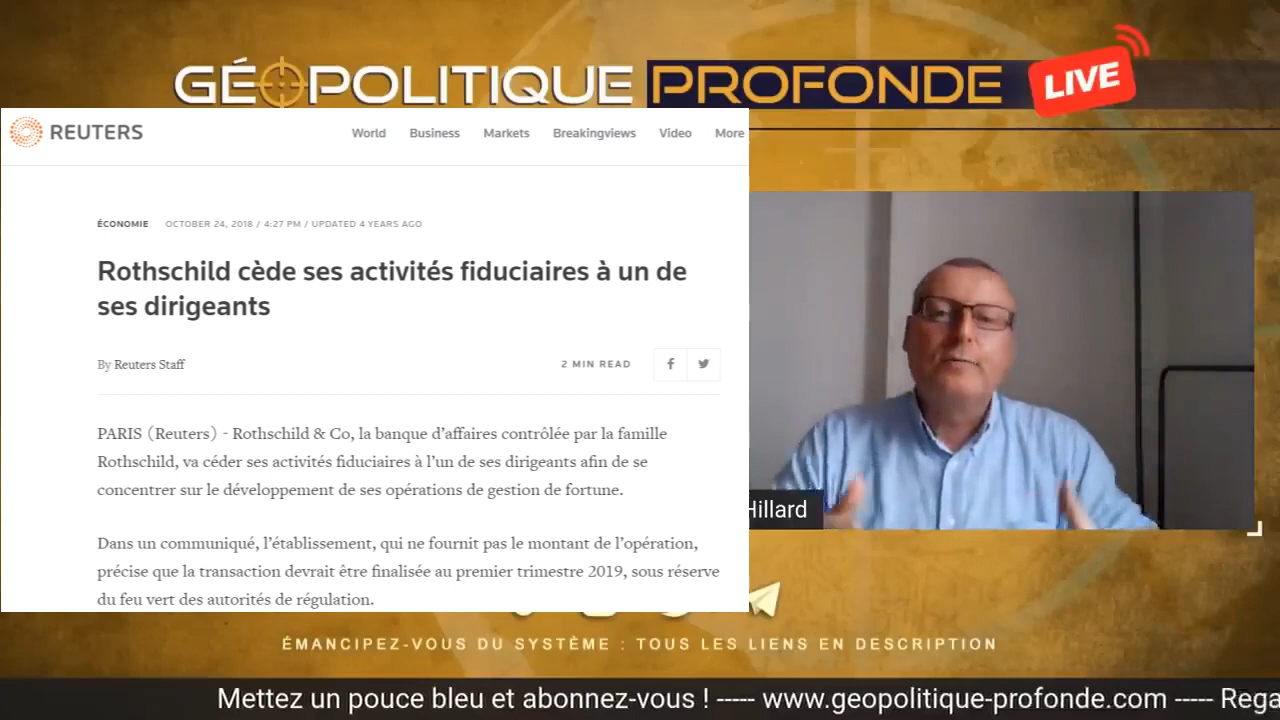 GÉOPOLITIQUE PROFONDE LIVE
REUTERS
World Business Markets Breakingviews Video More
ÉCONOMIE OCTOBER 24, 2018 / 4:27 PM / UPDATED 4 YEARS AGO
Rothschild cède ses activités fiduciaires à un de
ses dirigeants
By Reuters Staff
2 MIN READ
PARIS (Reuters) - Rothschild & Co, la banque d’affaires contrôlée par la famille
Rothschild, va céder ses activités fiduciaires à l’un de ses dirigeants afin de se
concentrer sur le développement de ses opérations de gestion de fortune.
Dans un communiqué, l’établissement, qui ne fournit pas le montant de l’opération,
précise que la transaction devrait être finalisée au premier trimestre 2019, sous réserve
du feu vert des autorités de régulation.
Hillard
ÉMANCIPEZ-VOUS DU SYSTÈME : TOUS LES LIENS EN DESCRIPTION
Mettez un pouce bleu et abonnez-vous ! ----- www.geopolitique-profonde.com ----- Rega